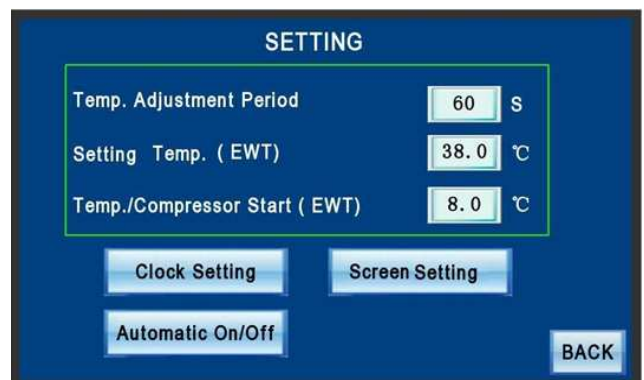 SETTING
Temp. Adjustment Period 60 S
Setting Temp. ( EWT) 38.0 ℃
Temp./Compressor Start ( EWT) 8.0 ℃
Clock Setting Screen Setting
Automatic On/Off
BACK